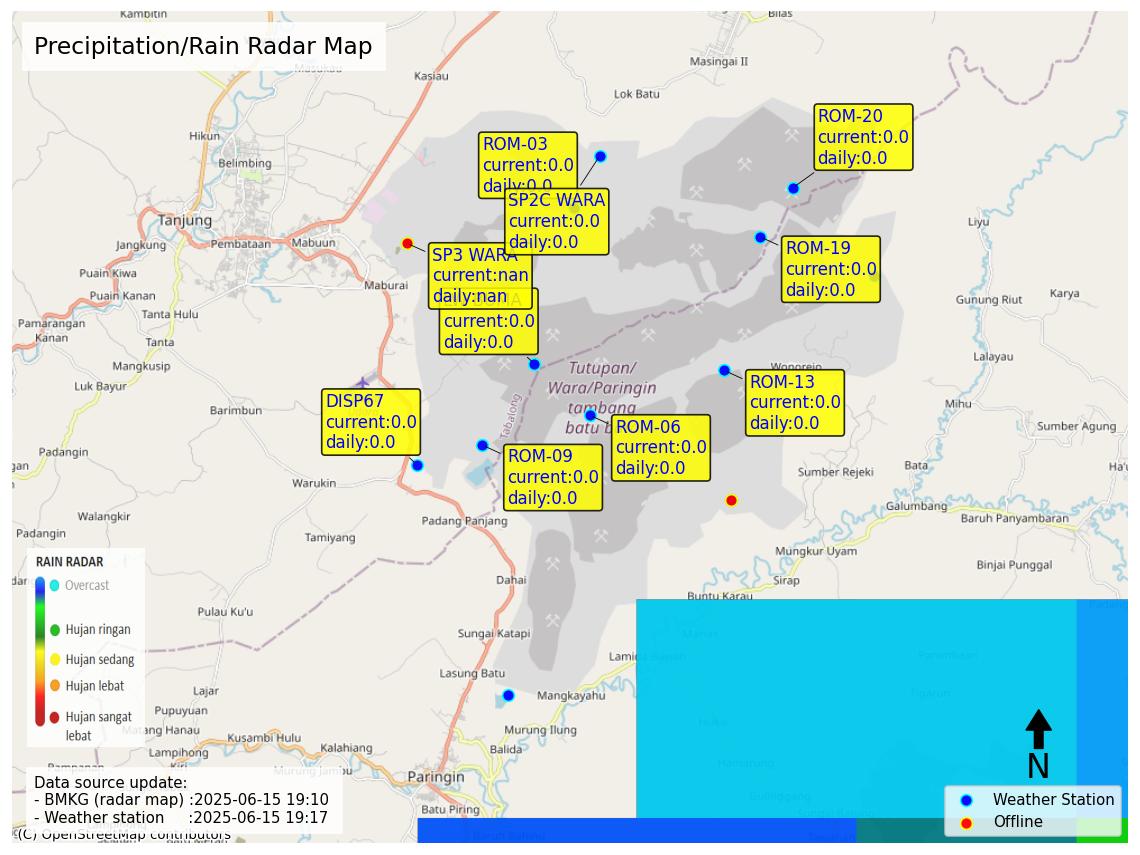 Kambitin
Bilas
Precipitation/Rain Radar Map
Masukau
Kasiau
Masingai II
Lok Batu
ROM-20
current:0.0
daily:0.0
Hikun
ROM-03
current:0.0
daily:0.0
Belimbing
SP2C WARA
current:0.0
daily:0.0
Tanjung
Liyu
Jangkung
Pembataan
Mabuun
SP3 WARA
current:nan
daily:nan
ROM-19
current:0.0
daily:0.0
Puain Kiwa
Maburai
Puain Kanan
Gunung Riut
Karya
Tanta Hulu
current:0.0
daily:0.0
Pamarangan
Kanan
Tanta
Lalayau
Mangkusip
Tutupan/
Wara/Paringin
tambang
batu b
Wonorejo
ROM-13
current:0.0
daily:0.0
Luk Bayur
Barimbun
DISP67
current:0.0
daily:0.0
Tabalong
Mihu
ROM-06
current:0.0
daily:0.0
Sumber Agung
Padangin
ROM-09
current:0.0
daily:0.0
Bata
Sumber Rejeki
Warukin
Galumbang
Walangkir
Padang Panjang
Baruh Panyambaran
Padangin
Tamiyang
Mungkur Uyam
Binjai Punggal
RAIN RADAR
Overcast
Hujan ringan
Hujan sedang
Hujan lebat
Hujan sangat
lebat
Dahai
Sirap
Buntu Karau
Pulau Ku'u
Sungai Katapi
Lasung Batu
Lajar
Mangkayahu
Pupuyuan
Matang Hanau
Murung Ilung
Kusambi Hulu
Kalahiang
Balida
Lampihong
Kiri
Murung Jambu
Paringin
Batu Piring
N
Data source update:
- BMKG (radar map) :2025-06-15 19:10
- Weather station :2025-06-15 19:17
(C) OpenStreetMap contributors
Weather Station
Offline